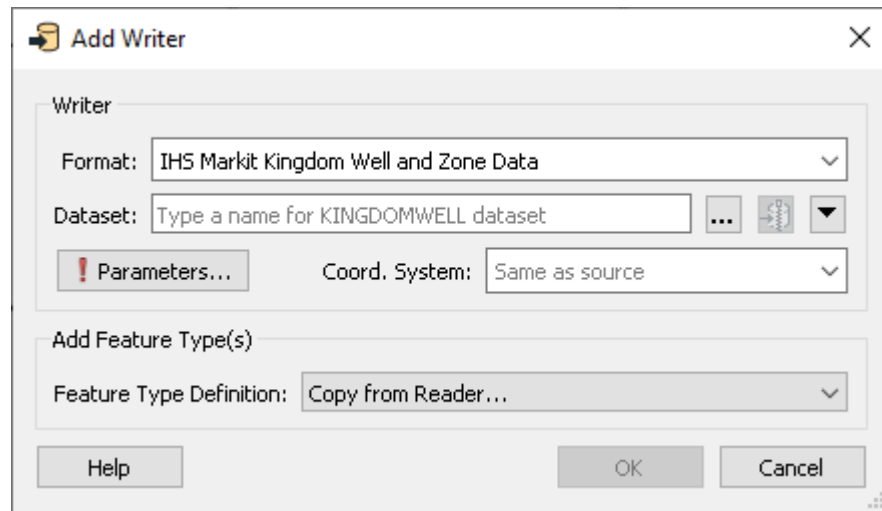 Add Writer
Writer
Format: IHS Markit Kingdom Well and Zone Data
Dataset: Type a name for KINGDOMWELL dataset ...
! Parameters... Coord. System: Same as source
Add Feature Type(s)
Feature Type Definition: Copy from Reader...
Help OK Cancel